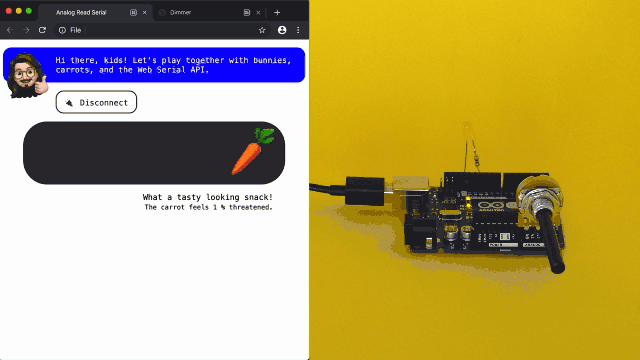 Analog Read Serial
Dimmer
File
Hi there, kids! Let's play together with bunnies,
carrots, and the Web Serial API.
Disconnect
What a tasty looking snack!
The carrot feels 1 % threatened.
ARDUINO